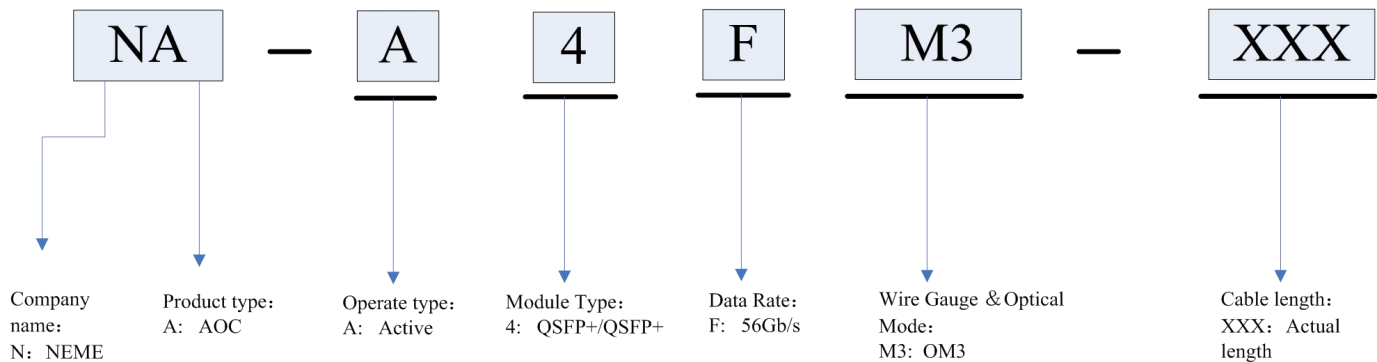 NA - A 4 F M3 - XXX
Company
name：
N：NEME
Product type：
A： AOC
Operate type：
A： Active
Module Type：
4： QSFP+/QSFP+
Data Rate：
F： 56Gb/s
Wire Gauge ＆Optical
Mode：
M3: OM3
Cable length：
XXX：Actual
length